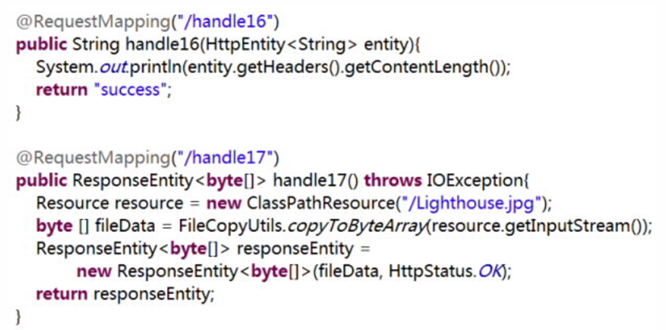 @RequestMapping("/handle16")
public String handle16(HttpEntity<String> entity){
System.out.println(entity.getHeaders().getContentLength());
return "success";
}
@RequestMapping("/handle17")
public ResponseEntity<byte[]> handle17() throws IOException{
Resource resource = new ClassPathResource("/Lighthouse.jpg");
byte [] fileData = FileCopyUtils.copyToByteArray(resource.getInputStream());
ResponseEntity<byte[]> responseEntity =
new ResponseEntity<byte[]>(fileData, HttpStatus.OK);
return responseEntity;
}